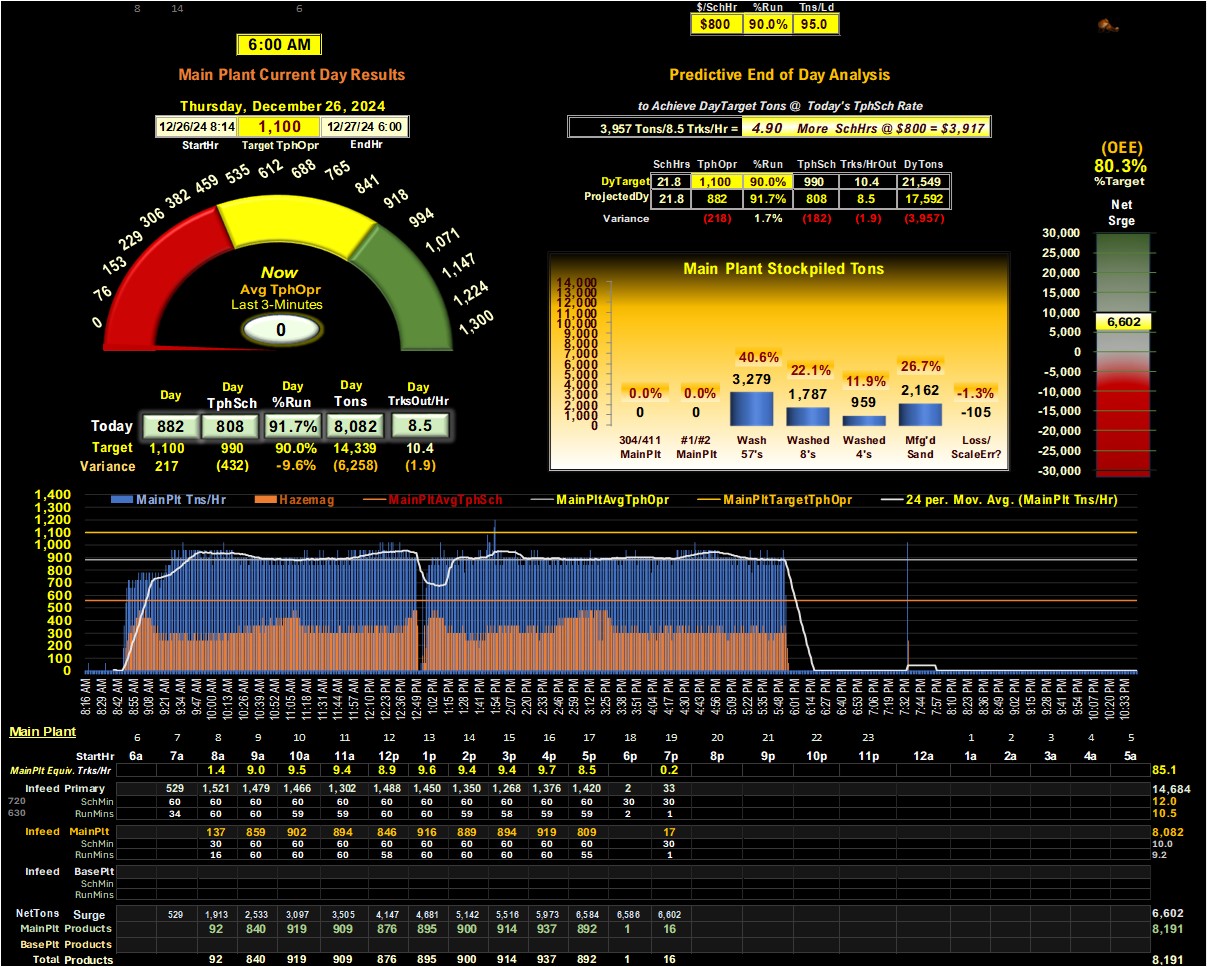 8 14 6
$/SchHr %Run Tns/Ld
$800 90.0% 95.0
6:00 AM
Main Plant Current Day Results
Predictive End of Day Analysis
Thursday, December 26, 2024
to Achieve DayTarget Tons @ Today's TphSch Rate
12/26/24 8:14 1,100 12/27/24 6:00
StartHr Target TphOpr EndHr
3,957 Tons/8.5 Trks/Hr = 4.90 More SchHrs @ $800 = $3,917
(OEE)
80.3%
%Target
Net
Srge
SchHrs TphOpr %Run TphSch Trks/HrOut DyTons
DyTarget 21.8 1,100 90.0% 990 10.4 21,549
ProjectedDy 21.8 882 91.7% 808 8.5 17,592
Variance (218) 1.7% (182) (1.9) (3,957)
0 76 153 229 306 382 459 535 612 688 765 841 918 994 1,071 1,147 1,224 1,300
Now
Avg TphOpr
Last 3-Minutes
0
30,000
25,000
20,000
15,000
10,000
6,602
5,000
0
-5,000
-10,000
-15,000
-20,000
-25,000
-30,000
Main Plant Stockpiled Tons
14,000
13,000
12,000
11,000
10,000
9,000
8,000
7,000
6,000
5,000
4,000
3,000
2,000
1,000
0
0.0% 0.0% 40.6% 22.1% 11.9% 26.7% -1.3%
0 0 3,279 1,787 959 2,162 -105
304/411 #1/#2 Wash Washed Washed Mfg'd Loss/
MainPlt MainPlt 57's 8's 4's Sand ScaleErr?
Day Day Day Day Day
TphSch %Run Tons TrksOut/Hr
Today 882 808 91.7% 8,082 8.5
Target 1,100 990 90.0% 14,339 10.4
Variance 217 (432) -9.6% (6,258) (1.9)
MainPlt Tns/Hr Hazemag MainPltAvgTphSch MainPltAvgTphOpr MainPltTargetTphOpr 24 per. Mov. Avg. (MainPlt Tns/Hr)
1,400
1,300
1,200
1,100
1,000
900
800
700
600
500
400
300
200
100
0
8:16 AM 8:29 AM 8:42 AM 8:55 AM 9:08 AM 9:21 AM 9:34 AM 9:47 AM 10:00 AM 10:13 AM 10:26 AM 10:39 AM 10:52 AM 11:05 AM 11:18 AM 11:31 AM 11:44 AM 11:57 AM 12:10 PM 12:23 PM 12:36 PM 12:49 PM 1:02 PM 1:15 PM 1:28 PM 1:41 PM 1:54 PM 2:07 PM 2:20 PM 2:33 PM 2:46 PM 2:59 PM 3:12 PM 3:25 PM 3:38 PM 3:51 PM 4:04 PM 4:17 PM 4:30 PM 4:43 PM 4:56 PM 5:09 PM 5:22 PM 5:35 PM 5:48 PM 6:01 PM 6:14 PM 6:27 PM 6:40 PM 6:53 PM 7:06 PM 7:19 PM 7:32 PM 7:44 PM 7:57 PM 8:10 PM 8:23 PM 8:36 PM 8:49 PM 9:02 PM 9:15 PM 9:28 PM 9:41 PM 9:54 PM 10:07 PM 10:20 PM 10:33 PM
Main Plant
6 7 8 9 10 11 12 13 14 15 16 17 18 19 20 21 22 23 1 2 3 4 5
StartHr 6a 7a 8a 9a 10a 11a 12p 1p 2p 3p 4p 5p 6p 7p 8p 9p 10p 11p 12a 1a 2a 3a 4a 5a
MainPlt Equiv. Trks/Hr 1.4 9.0 9.5 9.4 8.9 9.6 9.4 9.4 9.7 8.5 0.2 85.1
Infeed Primary 529 1,521 1,479 1,466 1,302 1,488 1,450 1,350 1,268 1,376 1,420 2 33 14,684
720 SchMin 60 60 60 60 60 60 60 60 60 60 60 30 30 12.0
630 RunMins 34 60 60 59 59 60 60 59 58 59 59 2 1 10.5
Infeed MainPlt 137 859 902 894 846 916 889 894 919 809 17 8,082
SchMin 30 60 60 60 60 60 60 60 60 60 30 10.0
RunMins 16 60 60 60 58 60 60 60 60 55 1 9.2
Infeed BasePlt
SchMin
RunMins
NetTons Surge 529 1,913 2,533 3,097 3,505 4,147 4,681 5,142 5,516 5,973 6,584 6,586 6,602 6,602
MainPlt Products 92 840 919 909 876 895 900 914 937 892 1 16 8,191
BasePlt Products
Total Products 92 840 919 909 876 895 900 914 937 892 1 16 8,191